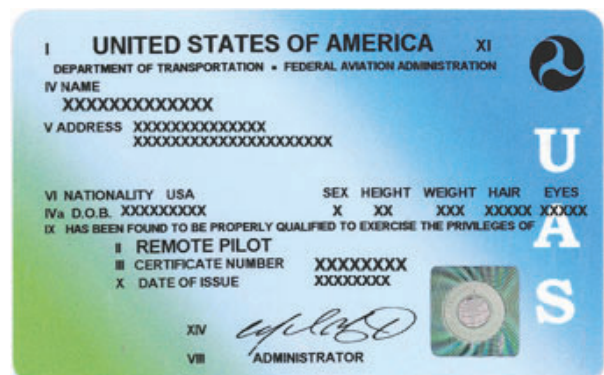 I UNITED STATES OF AMERICA XI
DEPARTMENT OF TRANSPORTATION • FEDERAL AVIATION ADMINISTRATION
IV NAME
XXXXXXXXXXXXX
V ADDRESS XXXXXXXXXXXXXX
XXXXXXXXXXXXXXXXXXXXX
VI NATIONALITY USA SEX HEIGHT WEIGHT HAIR EYES
IVa D.O.B. XXXXXXXXX X XX XXX XXXXX XXXXX
IX HAS BEEN FOUND TO BE PROPERLY QUALIFIED TO EXERCISE THE PRIVILEGES OF
II REMOTE PILOT
III CERTIFICATE NUMBER XXXXXXXX
X DATE OF ISSUE XXXXXXXX
XIV
VIII ADMINISTRATOR
UAS